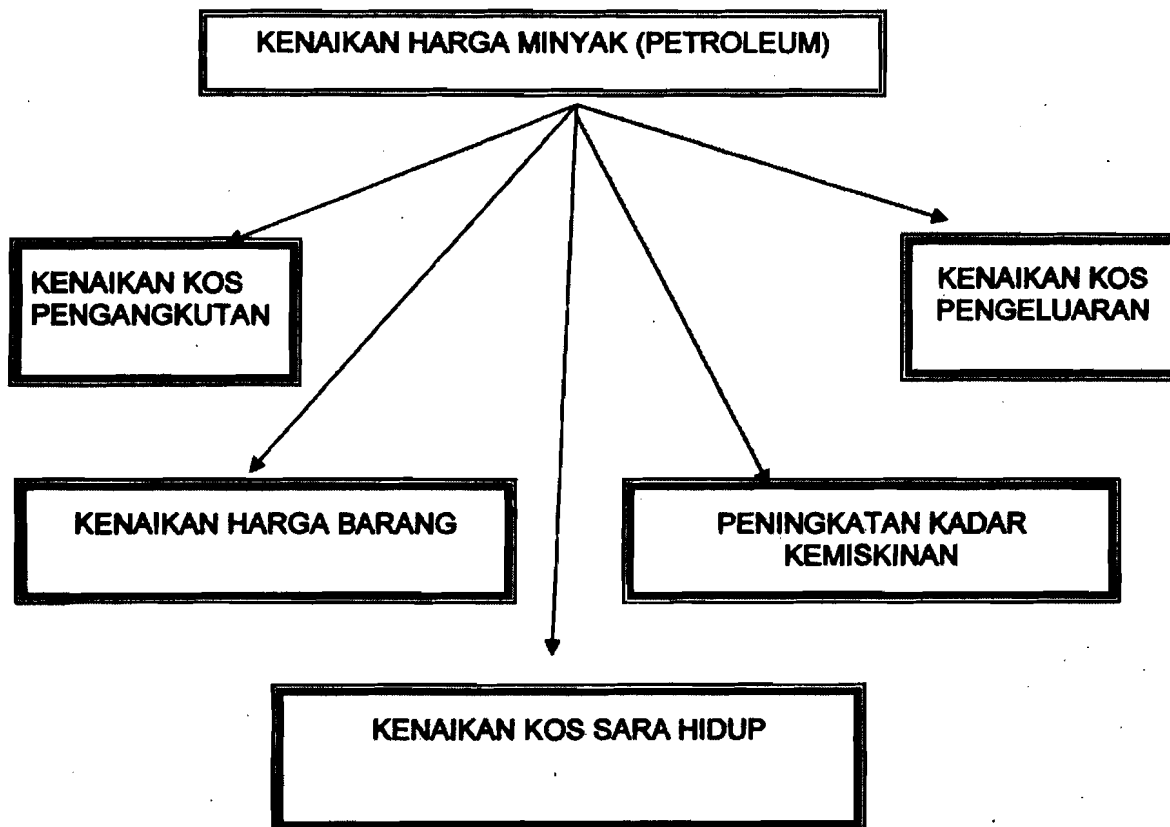 KENAIKAN HARGA MINYAK (PETROLEUM)
KENAIKAN KOS
PENGANGKUTAN
KENAIKAN KOS
PENGELUARAN
KENAIKAN HARGA BARANG
PENINGKATAN KADAR
KEMISKINAN
KENAIKAN KOS SARA HIDUP